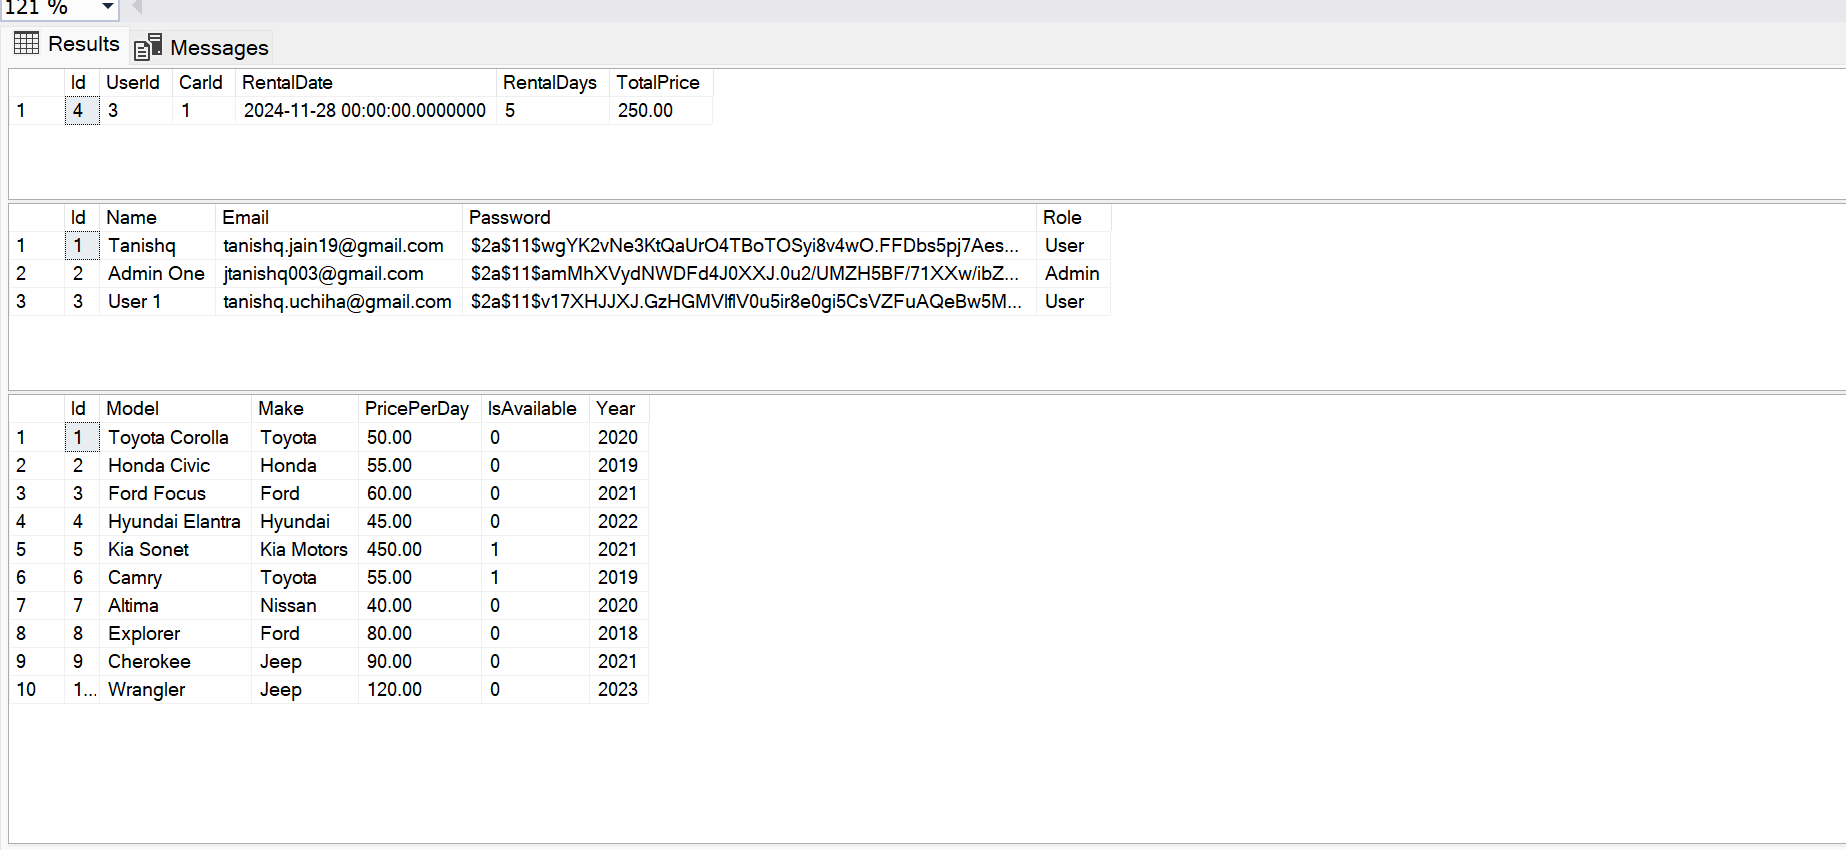 121 %
Results Messages
Id UserId CarId RentalDate RentalDays TotalPrice
1 4 3 1 2024-11-28 00:00:00.0000000 5 250.00
Id Name Email Password Role
1 1 Tanishq tanishq.jain19@gmail.com $2a$11$wgYK2vNe3KtQaUrO4TBoTOSyi8v4wO.FFDbs5pj7Aes... User
2 2 Admin One jtanishq003@gmail.com $2a$11$amMhXVydNWDFd4J0XXJ.0u2/UMZH5BF/71XXw/ibZ... Admin
3 3 User 1 tanishq.uchiha@gmail.com $2a$11$v17XHJJXJ.GzHGMVlflV0u5ir8e0gi5CsVZFuAQeBw5M... User
Id Model Make PricePerDay IsAvailable Year
1 1 Toyota Corolla Toyota 50.00 0 2020
2 2 Honda Civic Honda 55.00 0 2019
3 3 Ford Focus Ford 60.00 0 2021
4 4 Hyundai Elantra Hyundai 45.00 0 2022
5 5 Kia Sonet Kia Motors 450.00 1 2021
6 6 Camry Toyota 55.00 1 2019
7 7 Altima Nissan 40.00 0 2020
8 8 Explorer Ford 80.00 0 2018
9 9 Cherokee Jeep 90.00 0 2021
10 1... Wrangler Jeep 120.00 0 2023